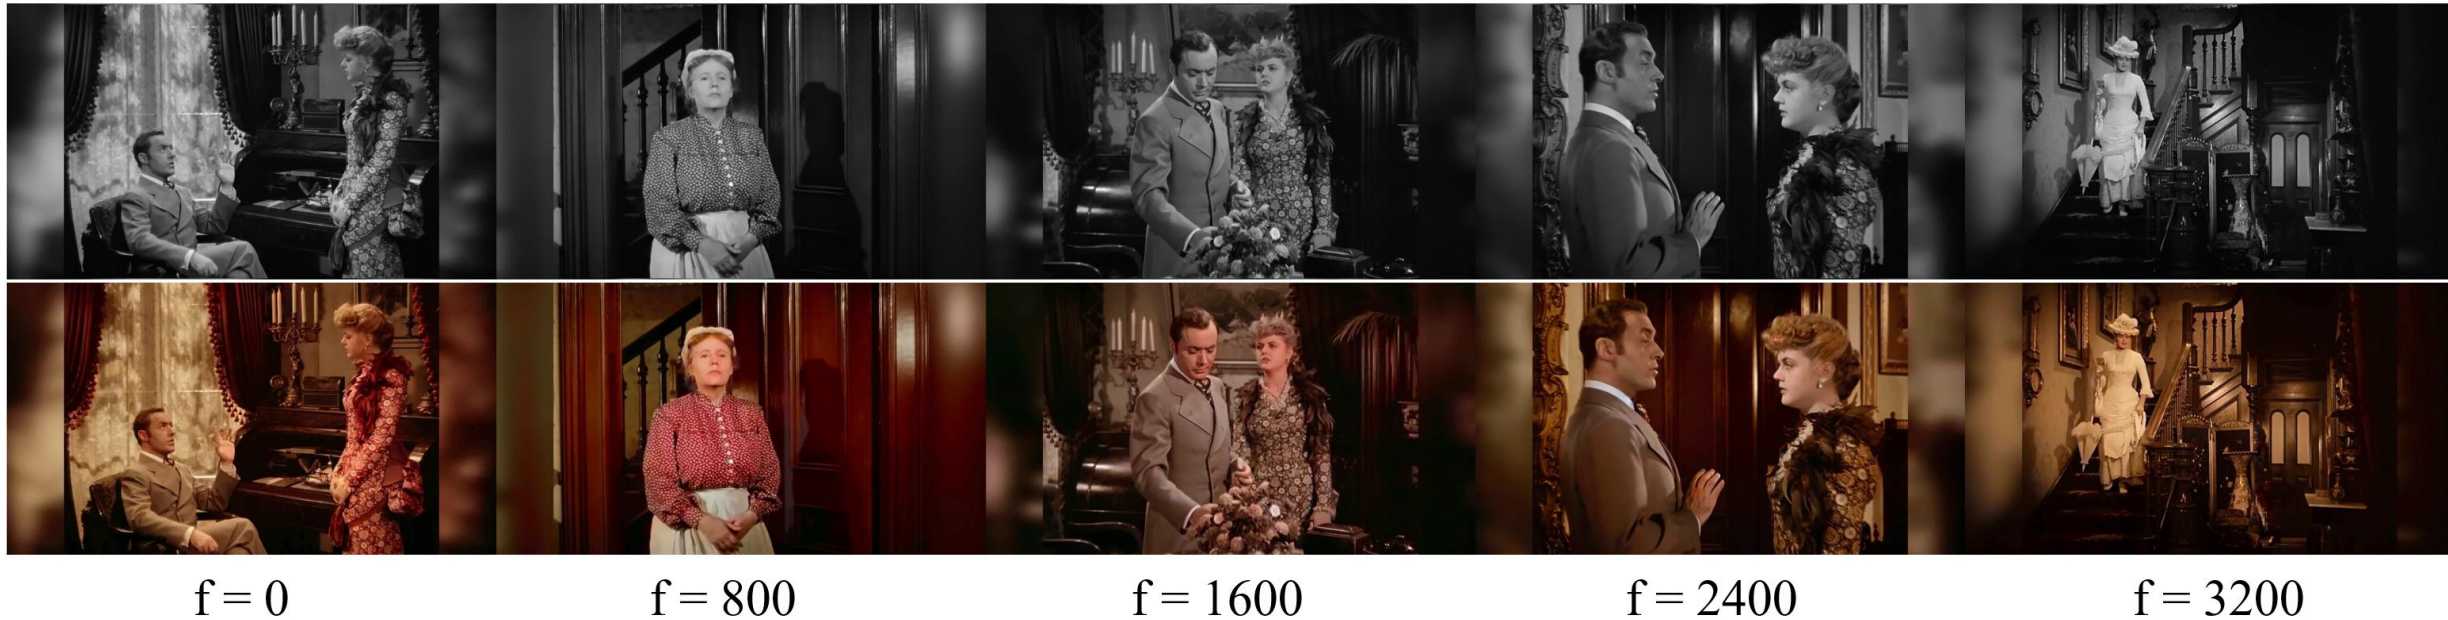 f = 0
f = 800
f = 1600
f = 2400
f = 3200